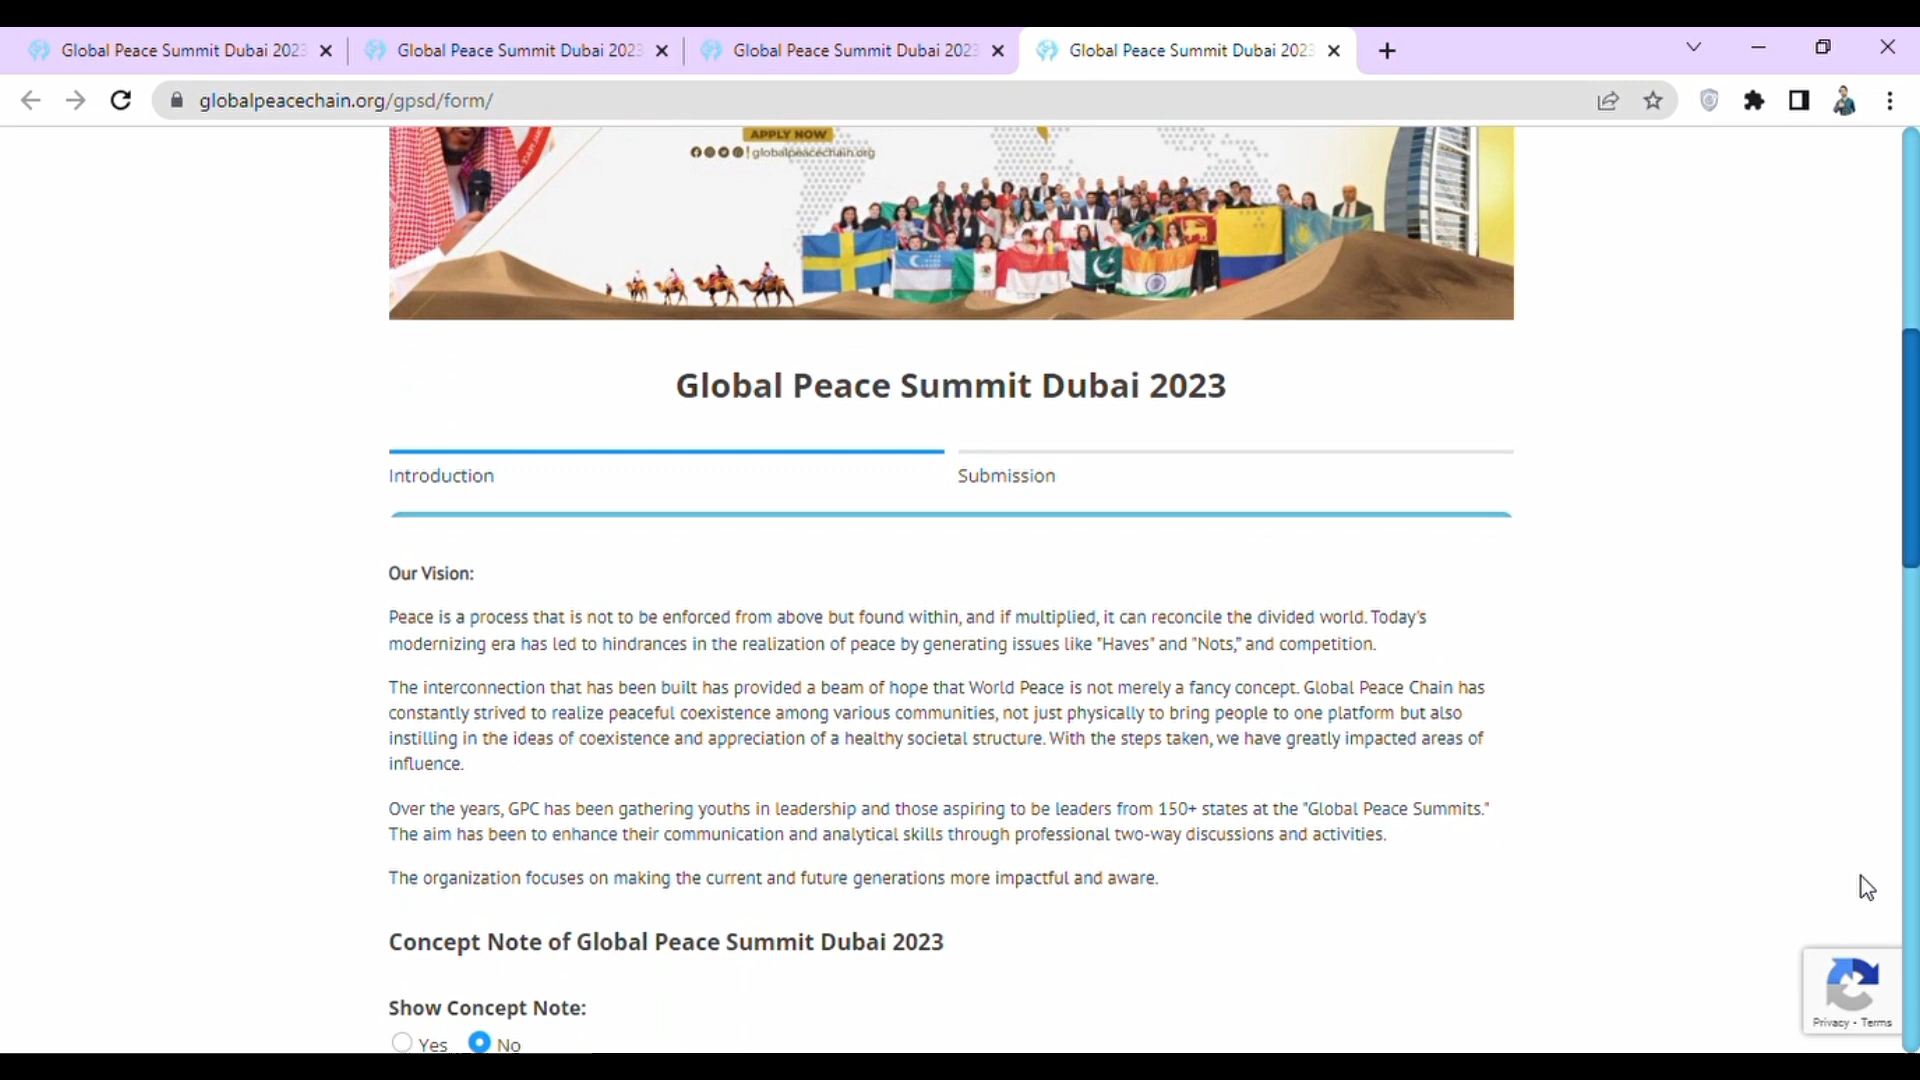 Global Peace Summit Dubai 2023
Global Peace Summit Dubai 2023
Global Peace Summit Dubai 2023
Global Peace Summit Dubai 2023
globalpeacechain.org/gpsd/form/
APPLY NOW
globalpeacechain.org
Global Peace Summit Dubai 2023
Introduction
Submission
Our Vision:
Peace is a process that is not to be enforced from above but found within, and if multiplied, it can reconcile the divided world. Today's
modernizing era has led to hindrances in the realization of peace by generating issues like "Haves" and "Nots," and competition.
The interconnection that has been built has provided a beam of hope that World Peace is not merely a fancy concept. Global Peace Chain has
constantly strived to realize peaceful coexistence among various communities, not just physically to bring people to one platform but also
instilling in the ideas of coexistence and appreciation of a healthy societal structure. With the steps taken, we have greatly impacted areas of
influence.
Over the years, GPC has been gathering youths in leadership and those aspiring to be leaders from 150+ states at the "Global Peace Summits."
The aim has been to enhance their communication and analytical skills through professional two-way discussions and activities.
The organization focuses on making the current and future generations more impactful and aware.
Concept Note of Global Peace Summit Dubai 2023
Show Concept Note:
Yes No
Privacy - Terms